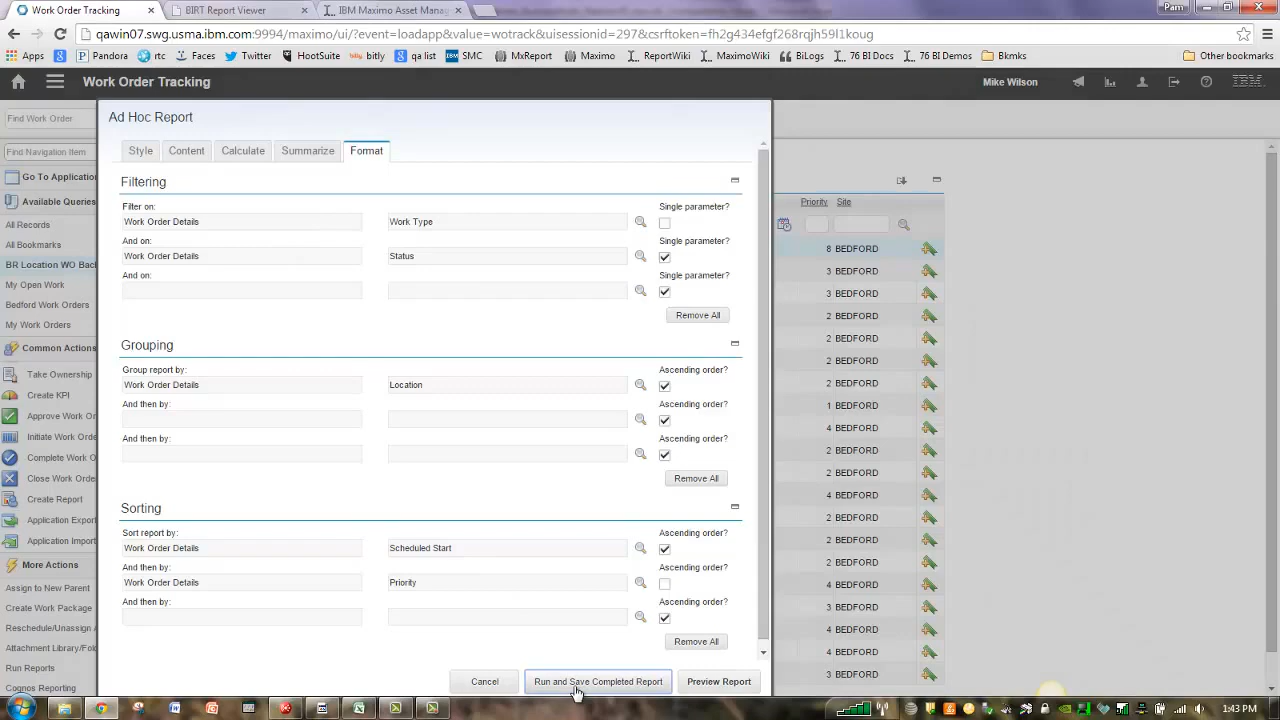 Work Order Tracking
BIRT Report Viewer
IBM Maximo Asset Mana
Pam
qawin07.swg.usma.ibm.com:9994/maximo/ui/?event=loadapp&value=wotrack&uisessionid=297&csrftoken=fh2g434efgf268rqjh59l1koug
Apps
Pandora
rtc
Faces
Twitter
HootSuite
bitly
qa list
SMC
MxReport
Maximo
ReportWiki
MaximoWiki
BiLogs
76 BI Docs
76 BI Demos
Bkmks
Other bookmarks
Work Order Tracking
Mike Wilson
IBM
Find Work Order
Find Navigation Item
Go To Applicatio
Available Queries
All Records
All Bookmarks
BR Location WO Back
My Open Work
Bedford Work Orders
My Work Orders
Common Actions
Take Ownership
Create KPI
Approve Work Or
Initiate Work Orde
Complete Work O
Close Work Orde
Create Report
Application Expor
Application Import
More Actions
Assign to New Parent
Create Work Package
Reschedule/Unassign A
Attachment Library/Fold
Run Reports
Cognos Reporting
Ad Hoc Report
Style
Content
Calculate
Summarize
Format
Filtering
Filter on:
Single parameter?
Work Order Details
Work Type
And on:
Single parameter?
Work Order Details
Status
And on:
Single parameter?
Remove All
Grouping
Group report by:
Ascending order?
Work Order Details
Location
And then by:
Ascending order?
And then by:
Ascending order?
Remove All
Sorting
Sort report by:
Ascending order?
Work Order Details
Scheduled Start
And then by:
Ascending order?
Work Order Details
Priority
And then by:
Ascending order?
Remove All
Cancel
Run and Save Completed Report
Preview Report
Priority
Site
8 BEDFORD
3 BEDFORD
3 BEDFORD
2 BEDFORD
2 BEDFORD
2 BEDFORD
2 BEDFORD
1 BEDFORD
4 BEDFORD
2 BEDFORD
2 BEDFORD
4 BEDFORD
2 BEDFORD
2 BEDFORD
2 BEDFORD
4 BEDFORD
3 BEDFORD
4 BEDFORD
4 BEDFORD
3 BEDFORD
1:43 PM